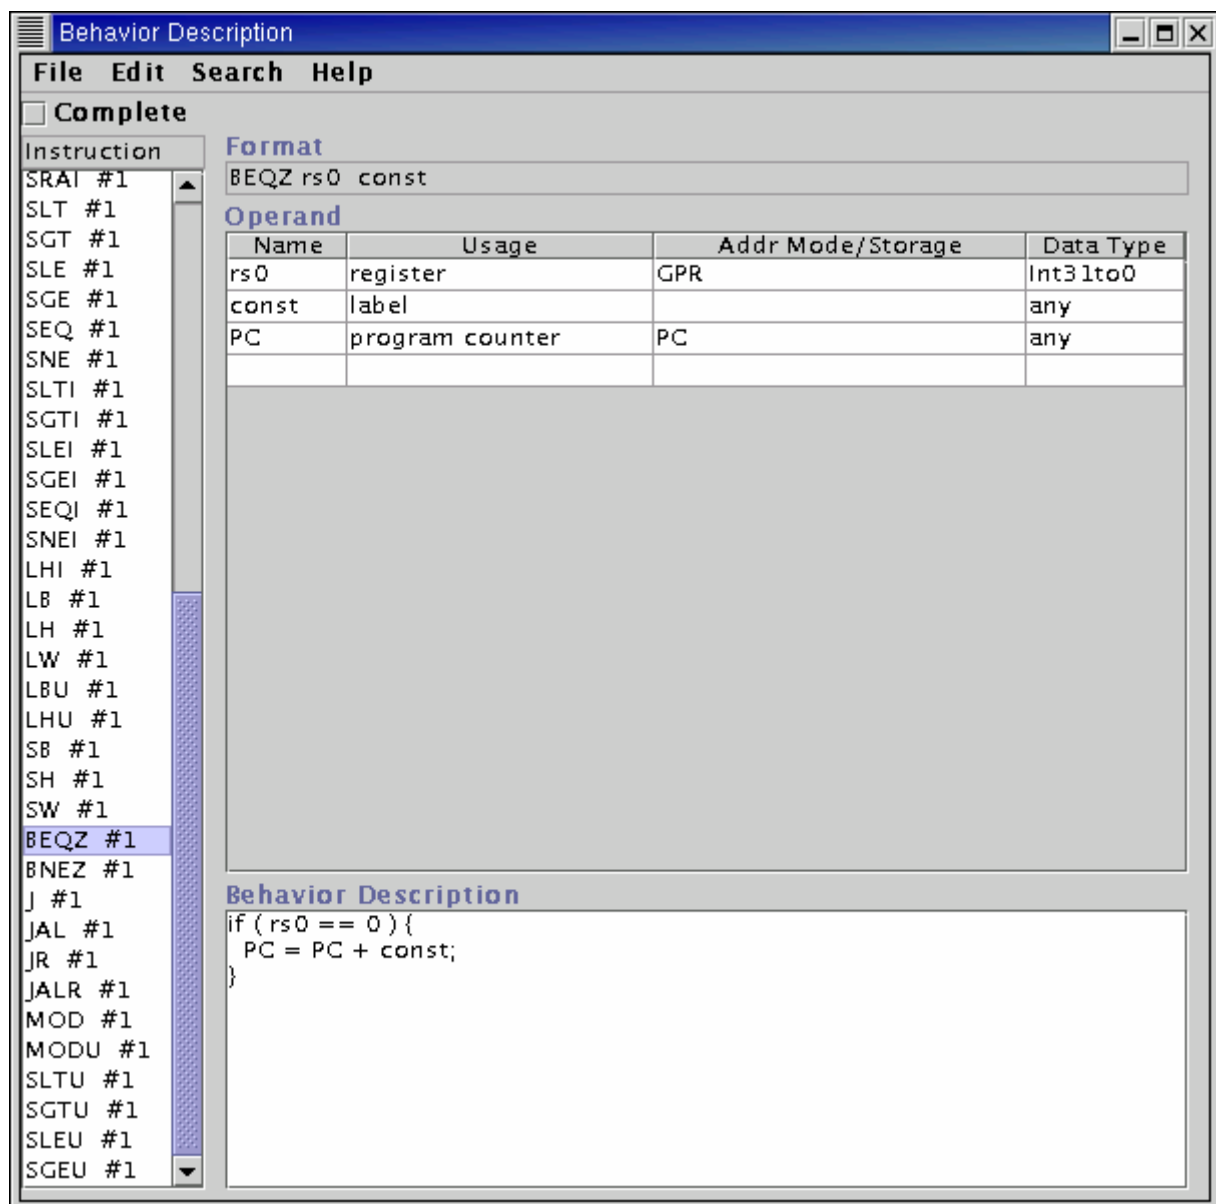 Behavior Description
File Edit Search Help
Complete
Instruction
SRAI #1
SLT #1
SGT #1
SLE #1
SGE #1
SEQ #1
SNE #1
SLTI #1
SGTI #1
SLEI #1
SGEI #1
SEQI #1
SNEI #1
LHI #1
LB #1
LH #1
LW #1
LBU #1
LHU #1
SB #1
SH #1
SW #1
BEQZ #1
BNEZ #1
J #1
JAL #1
JR #1
JALR #1
MOD #1
MODU #1
SLTU #1
SGTU #1
SLEU #1
SGEU #1
Format
BEQZ rs0 const
Operand
Name Usage Addr Mode/Storage Data Type
rs0 register GPR Int31to0
const label any
PC program counter PC any
Behavior Description
if ( rs0 == 0 ) {
PC = PC + const;
}